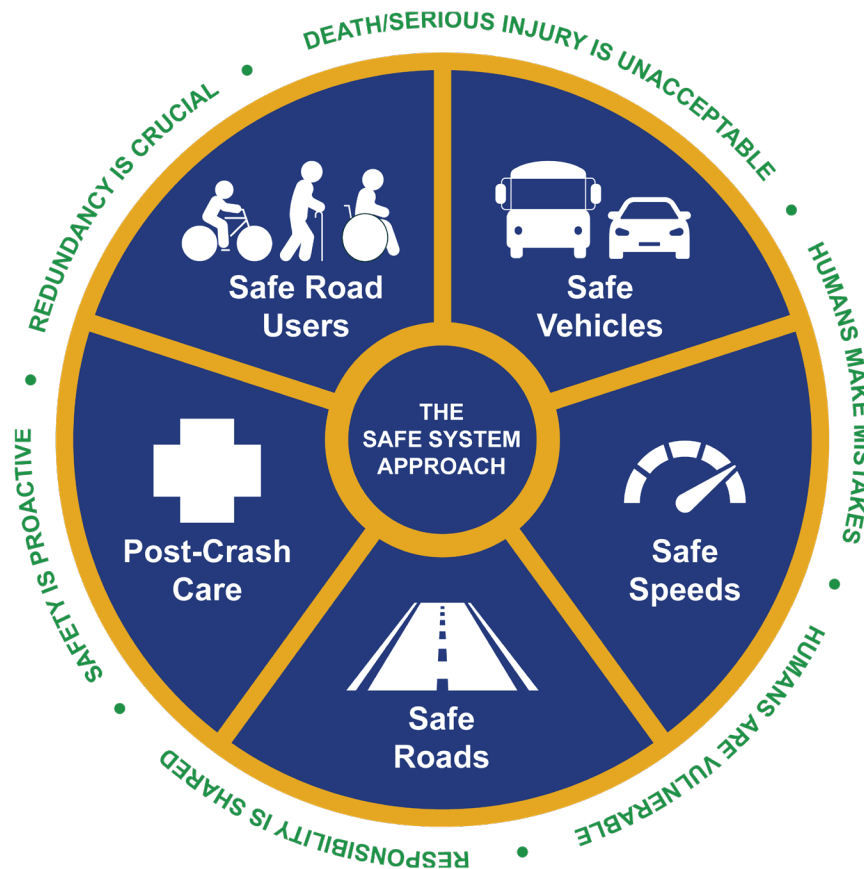 DEATH/SERIOUS INJURY IS UNACCEPTABLE
HUMANS MAKE MISTAKES
HUMANS ARE VULNERABLE
RESPONSIBILITY IS SHARED
SAFETY IS PROACTIVE
REDUNDANCY IS CRUCIAL
Safe Road
Users
Safe
Vehicles
THE
SAFE SYSTEM
APPROACH
Post-Crash
Care
Safe
Speeds
Safe
Roads